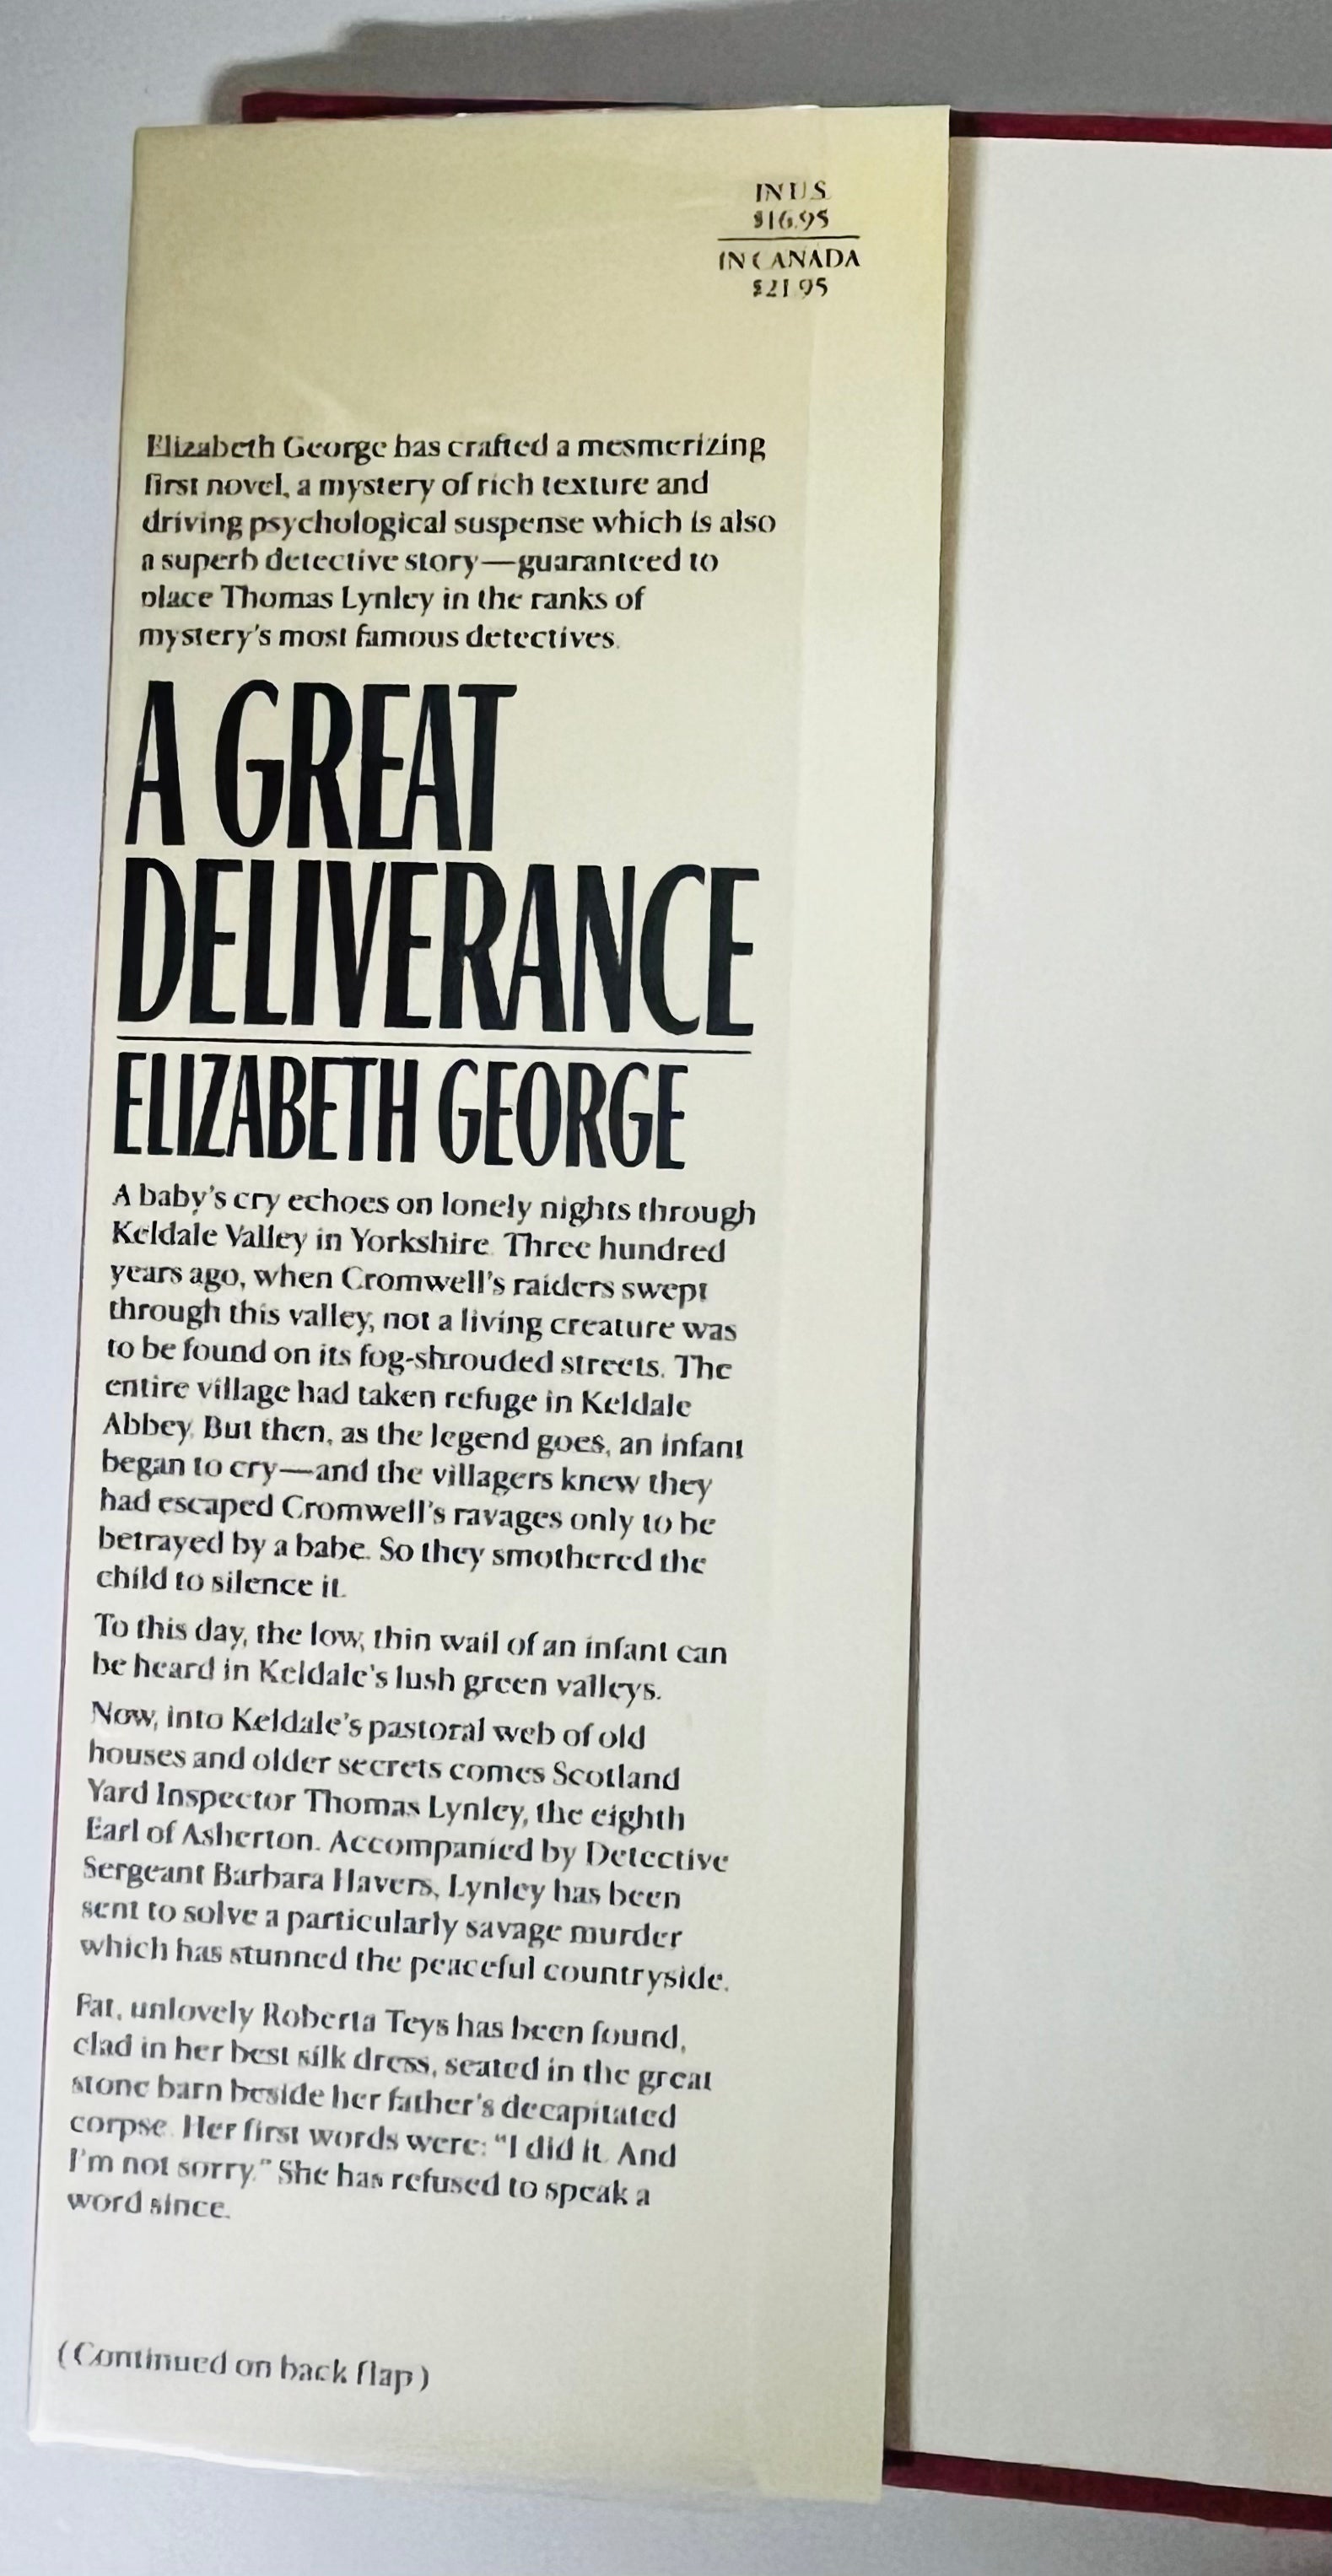 IN U.S.
$16.95
IN CANADA
$21.95
Elizabeth George has crafted a mesmerizing
first novel, a mystery of rich texture and
driving psychological suspense which is also
a superb detective story—guaranteed to
place Thomas Lynley in the ranks of
mystery's most famous detectives.
A GREAT
DELIVERANCE
ELIZABETH GEORGE
A baby's cry echoes on lonely nights through
Keldale Valley in Yorkshire. Three hundred
years ago, when Cromwell's raiders swept
through this valley, not a living creature was
to be found on its fog-shrouded streets. The
entire village had taken refuge in Keldale
Abbey. But then, as the legend goes, an infant
began to cry—and the villagers knew they
had escaped Cromwell's ravages only to be
betrayed by a babe. So they smothered the
child to silence it.
To this day, the low, thin wail of an infant can
be heard in Keldale's lush green valleys.
Now, into Keldale's pastoral web of old
houses and older secrets comes Scotland
Yard Inspector Thomas Lynley, the eighth
Earl of Asherton. Accompanied by Detective
Sergeant Barbara Havers, Lynley has been
sent to solve a particularly savage murder
which has stunned the peaceful countryside.
Fat, unlovely Roberta Teys has been found,
clad in her best silk dress, seated in the great
stone barn beside her father's decapitated
corpse. Her first words were: "I did it. And
I'm not sorry." She has refused to speak a
word since.
(Continued on back flap)